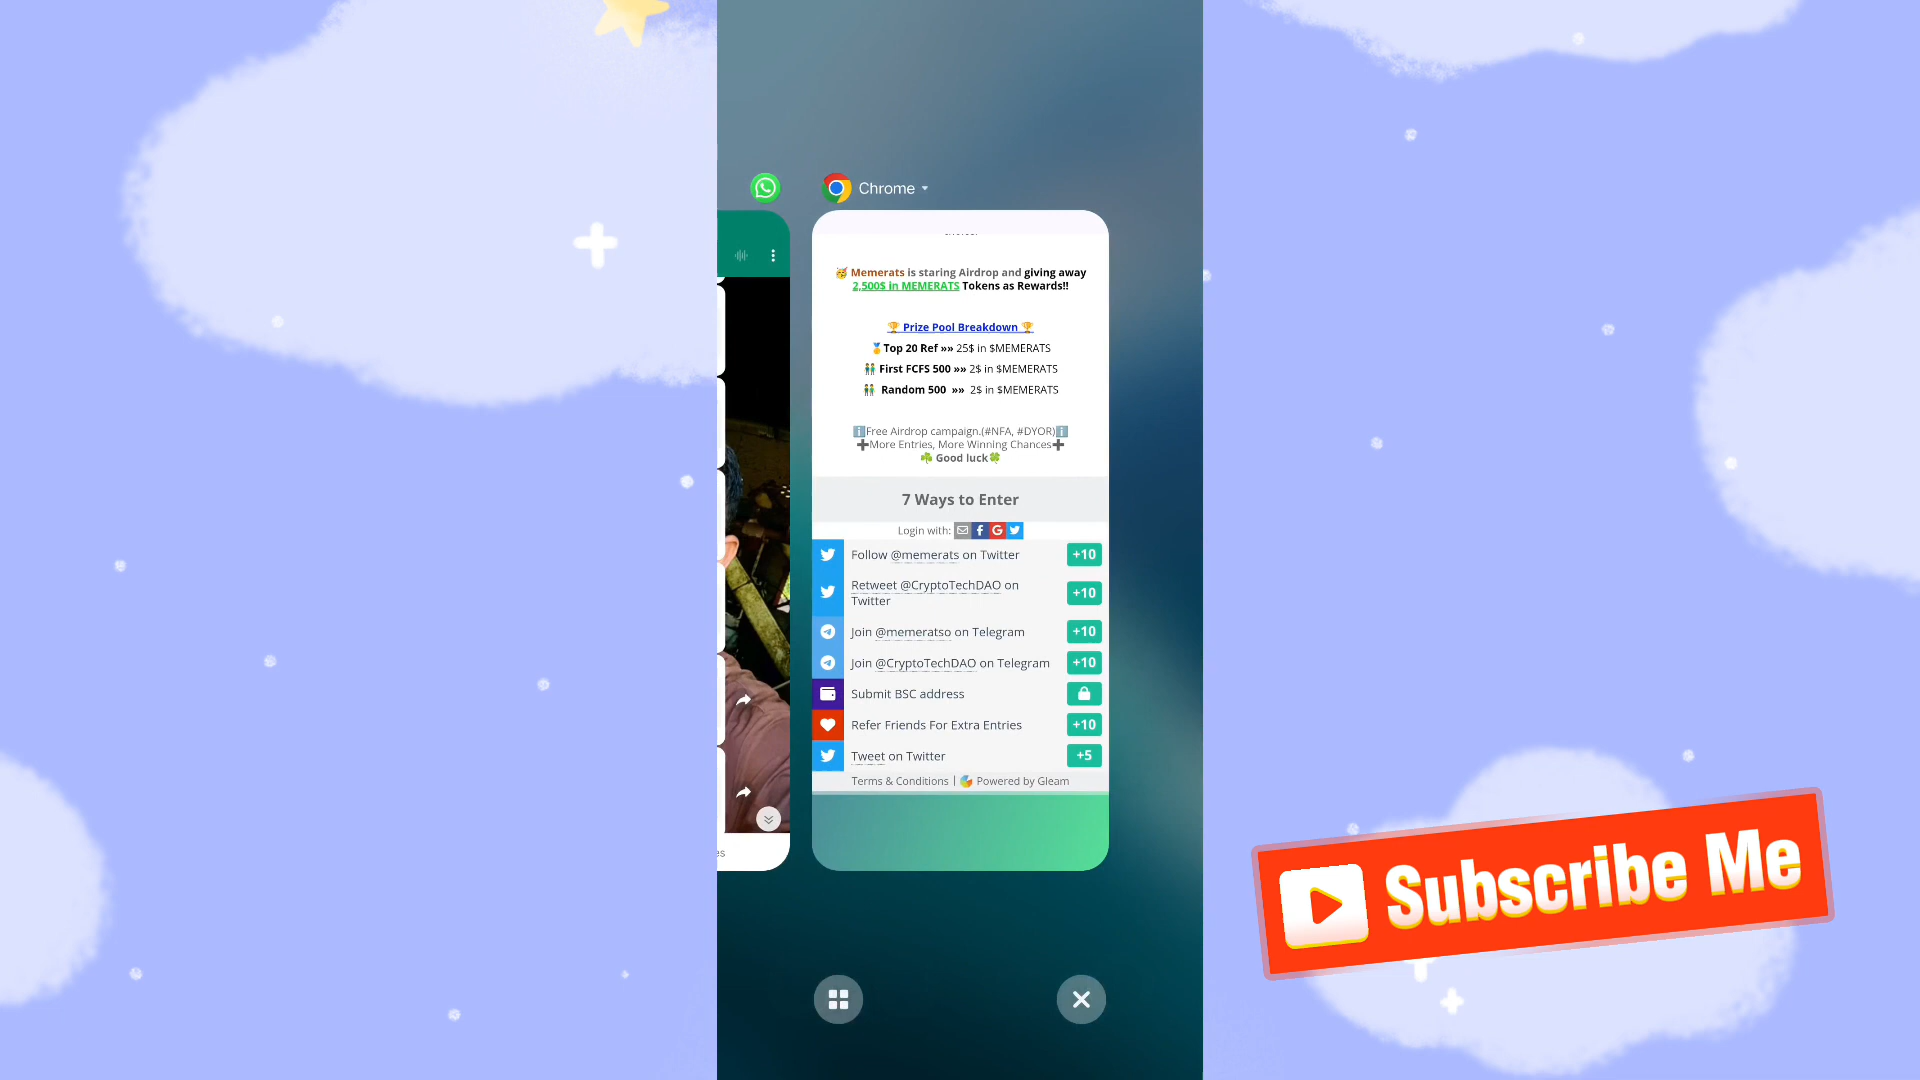 Chrome
🥳 Memerats is staring Airdrop and giving away
2,500$ in MEMERATS Tokens as Rewards!!
🏆 Prize Pool Breakdown 🏆
🥇Top 20 Ref »» 25$ in $MEMERATS
👬 First FCFS 500 »» 2$ in $MEMERATS
👬 Random 500 »» 2$ in $MEMERATS
ℹ️Free Airdrop campaign.(#NFA, #DYOR)ℹ️
➕More Entries, More Winning Chances➕
☘️ Good luck🍀
7 Ways to Enter
Login with:
Follow @memerats on Twitter +10
Retweet @CryptoTechDAO on
Twitter
+10
Join @memeratso on Telegram +10
Join @CryptoTechDAO on Telegram +10
Submit BSC address
Refer Friends For Extra Entries +10
Tweet on Twitter +5
Terms & Conditions | Powered by Gleam
Subscribe Me